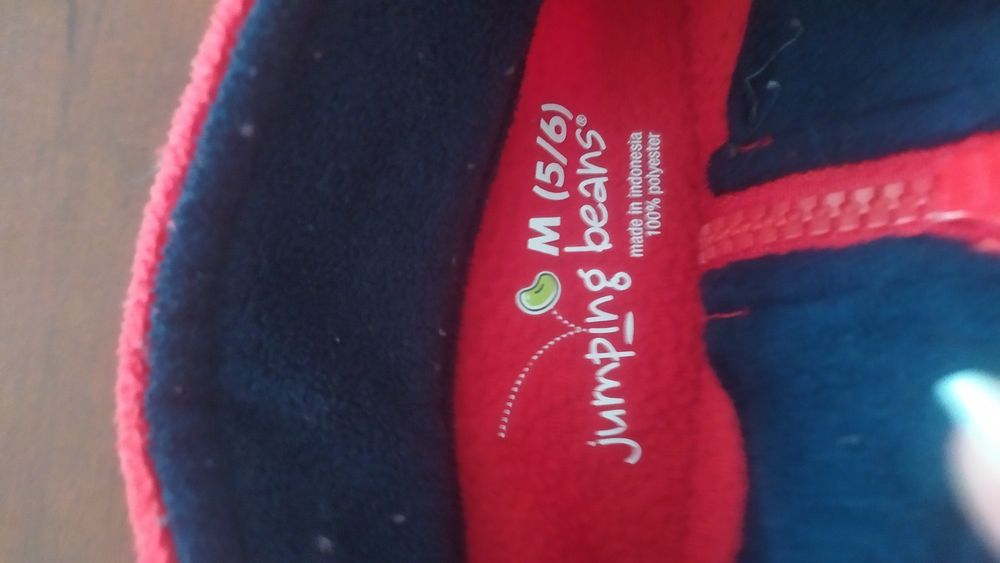 M (5/6)
jumping beans®
made in indonesia
100% polyester